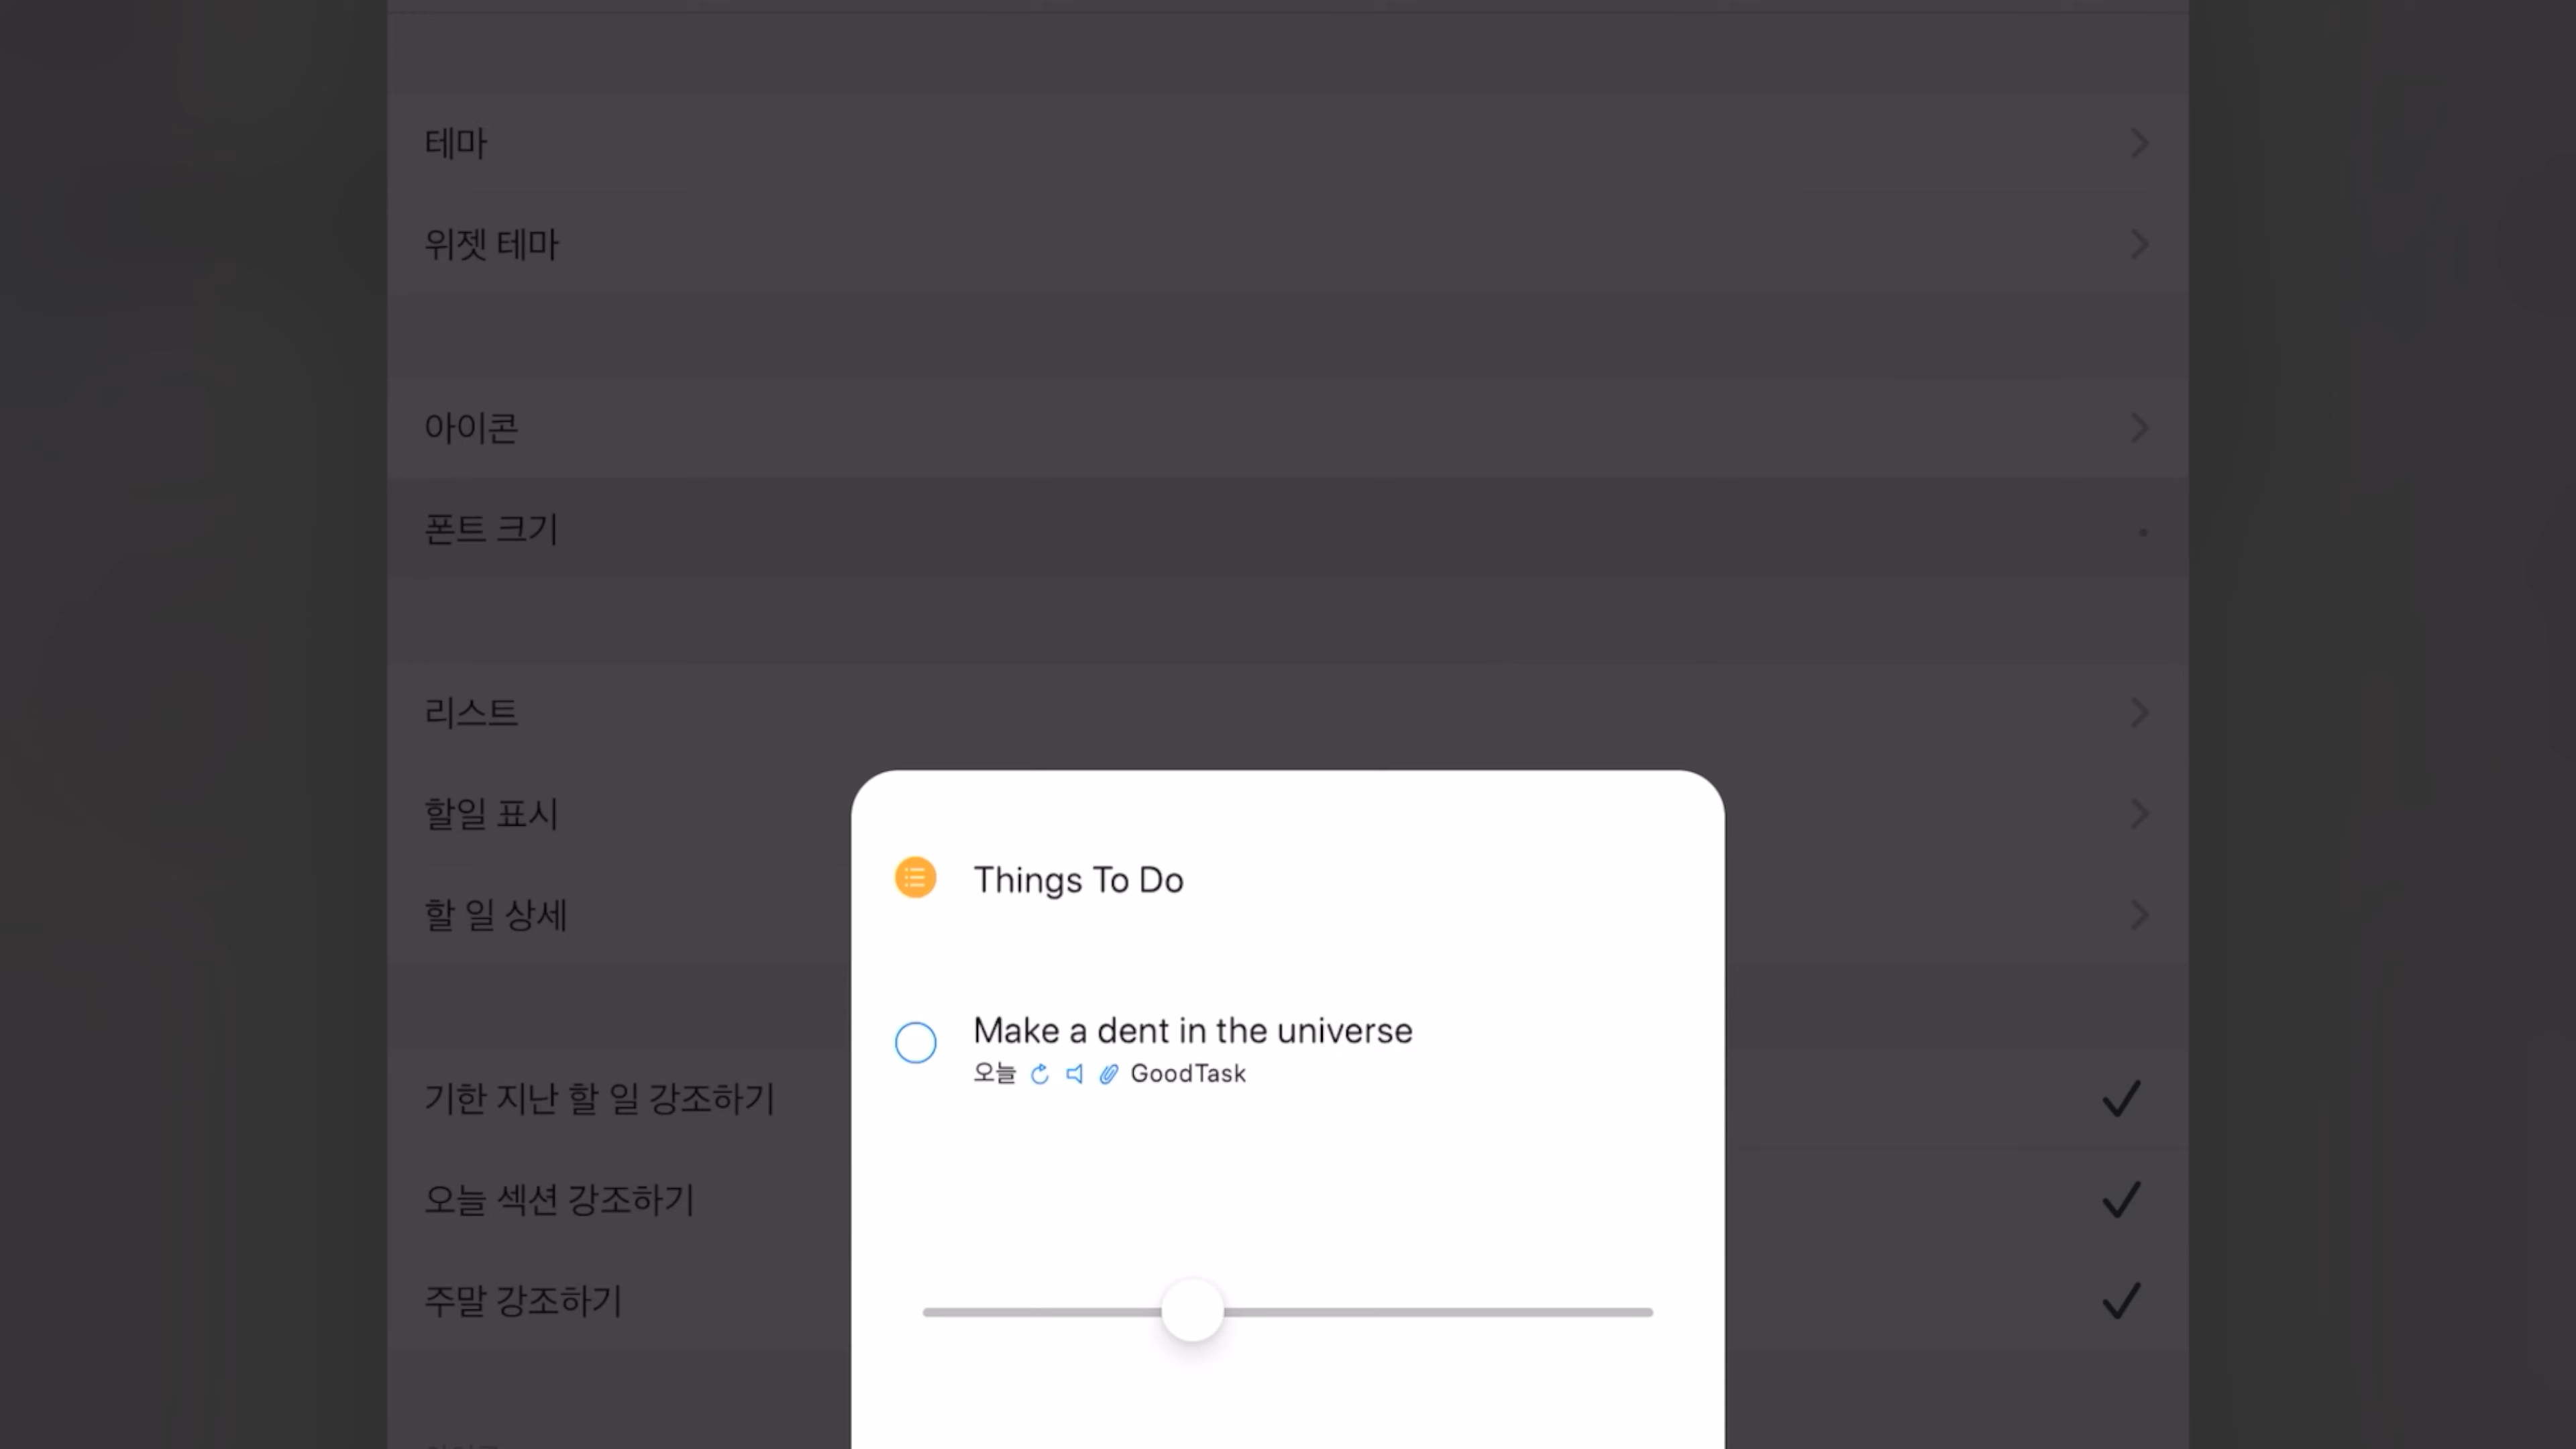 테마
위젯 테마
아이콘
폰트 크기
리스트
할일 표시
할 일 상세
기한 지난 할 일 강조하기
오늘 섹션 강조하기
주말 강조하기
Things To Do
Make a dent in the universe
오늘 GoodTask